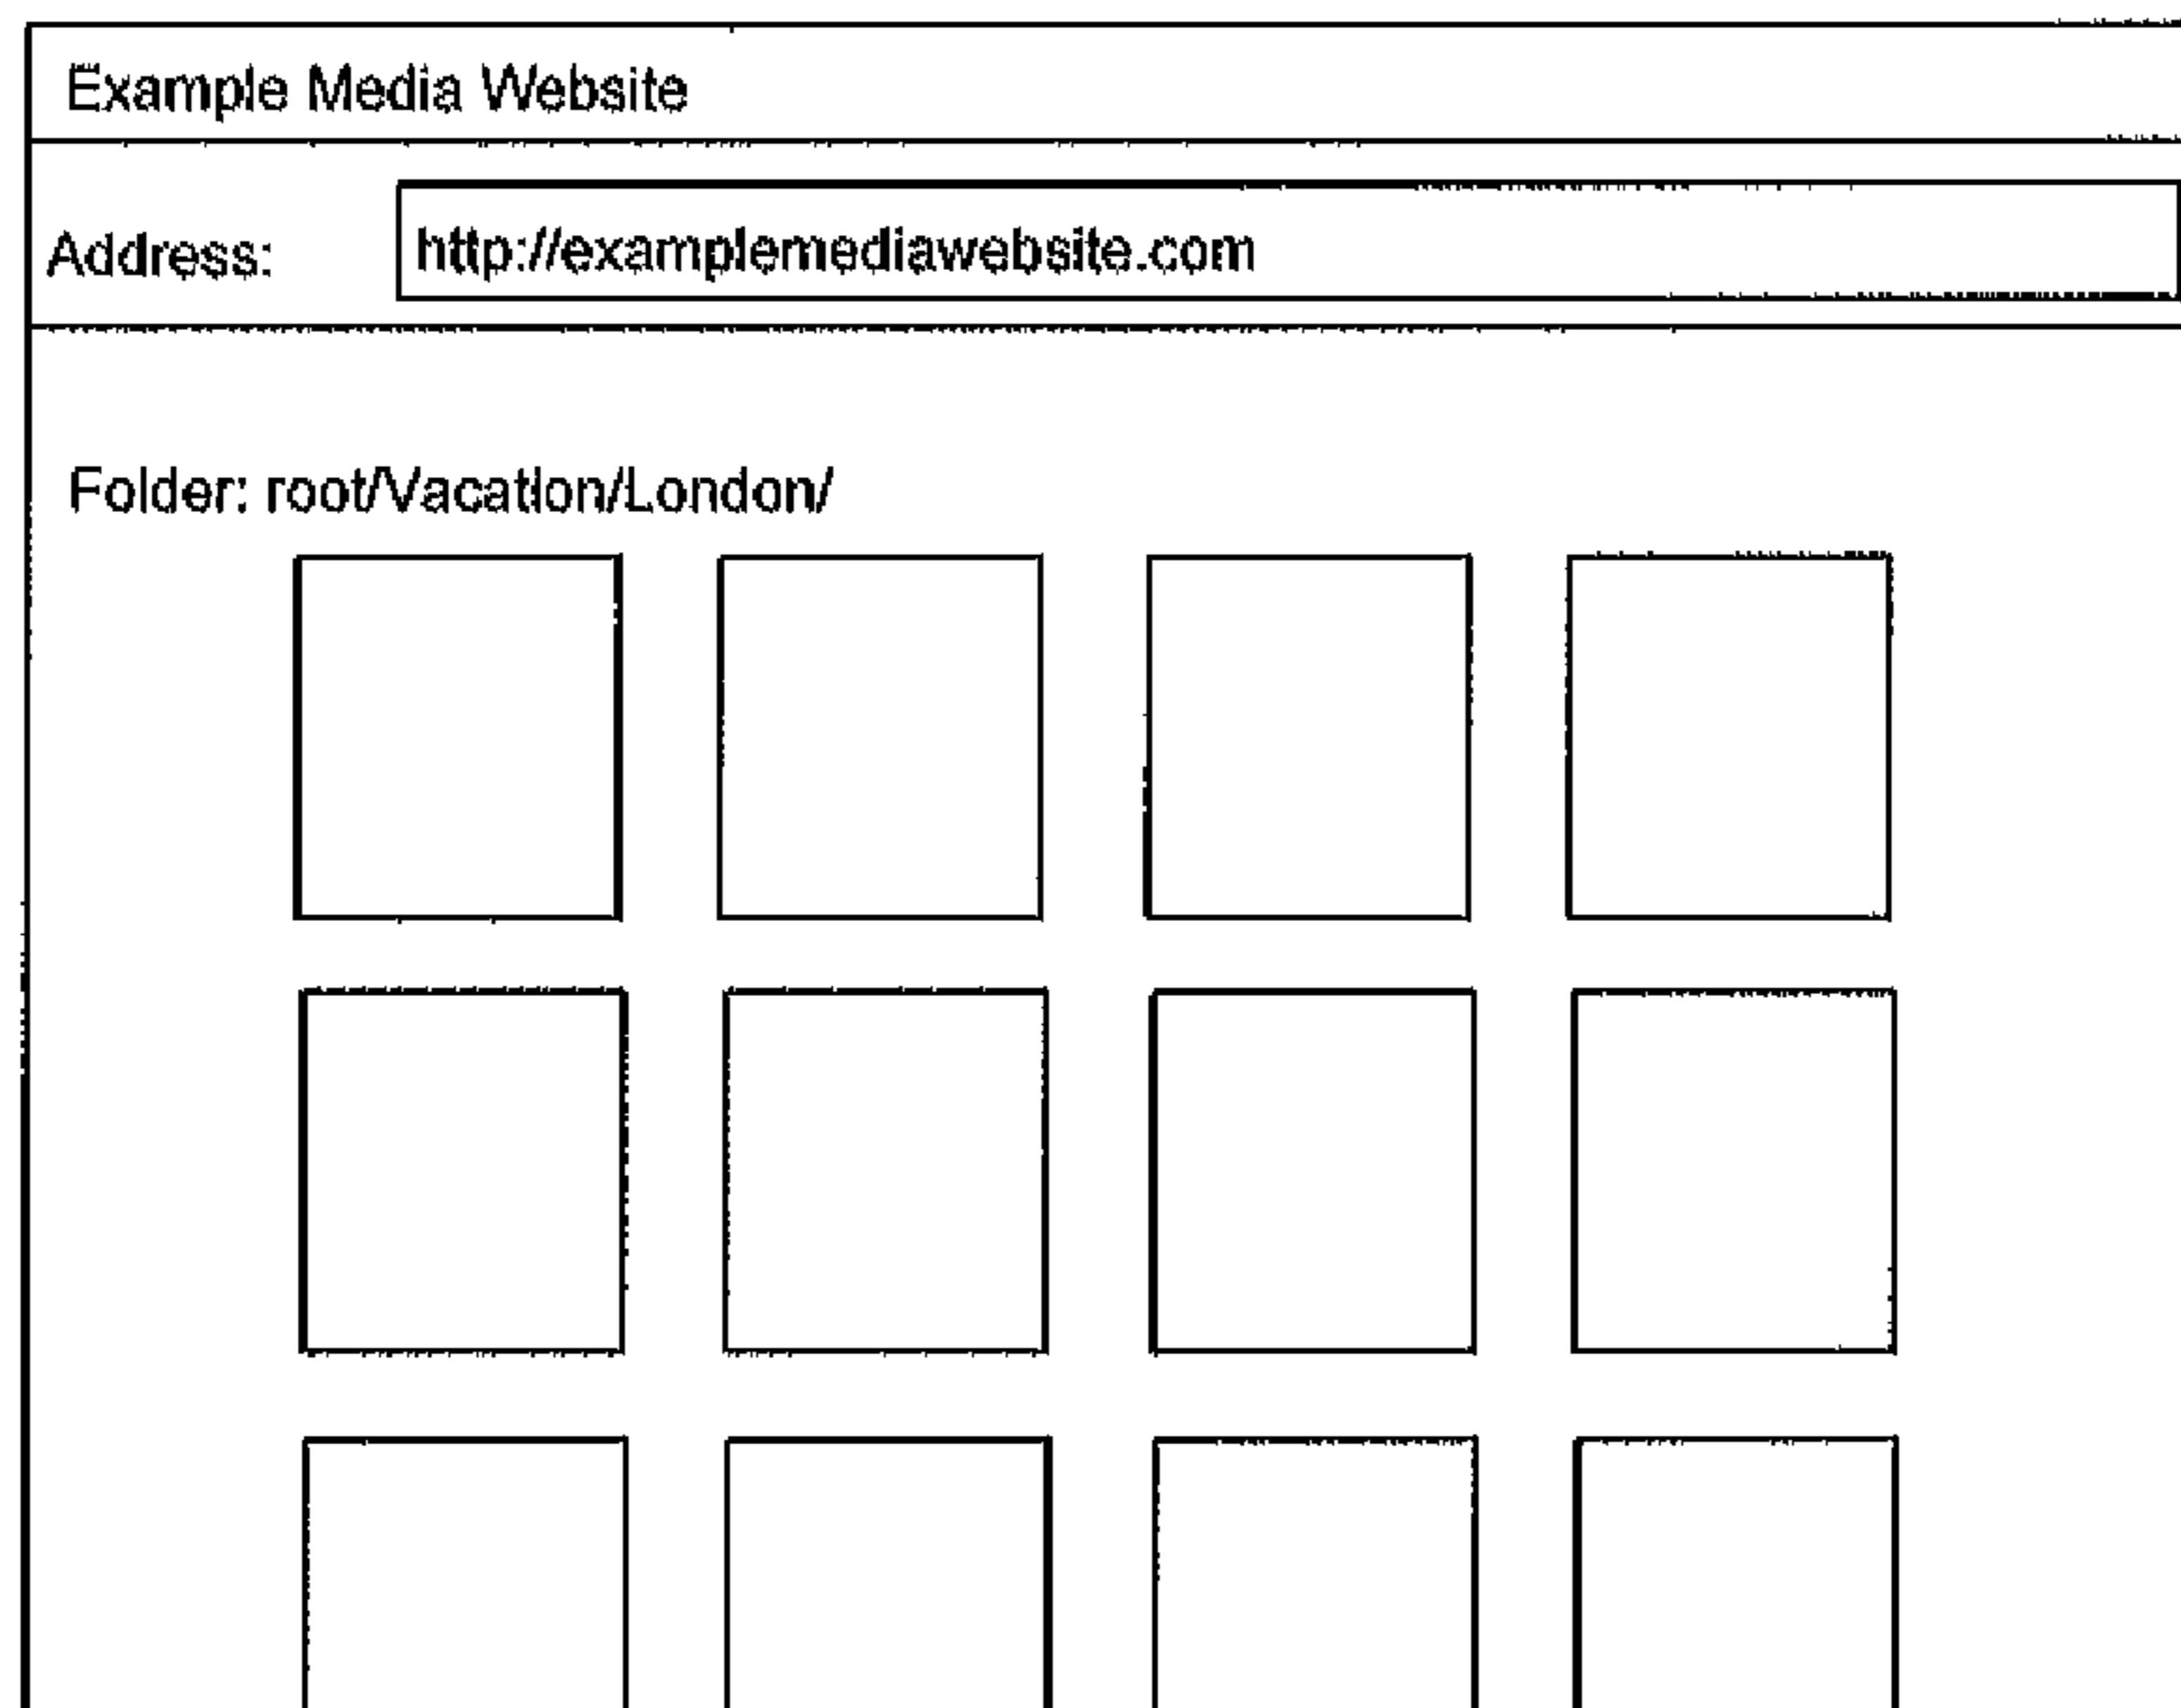 Example Media Website
Address: http://examplemediawebsite.com
Folder: root/Vacation/London/